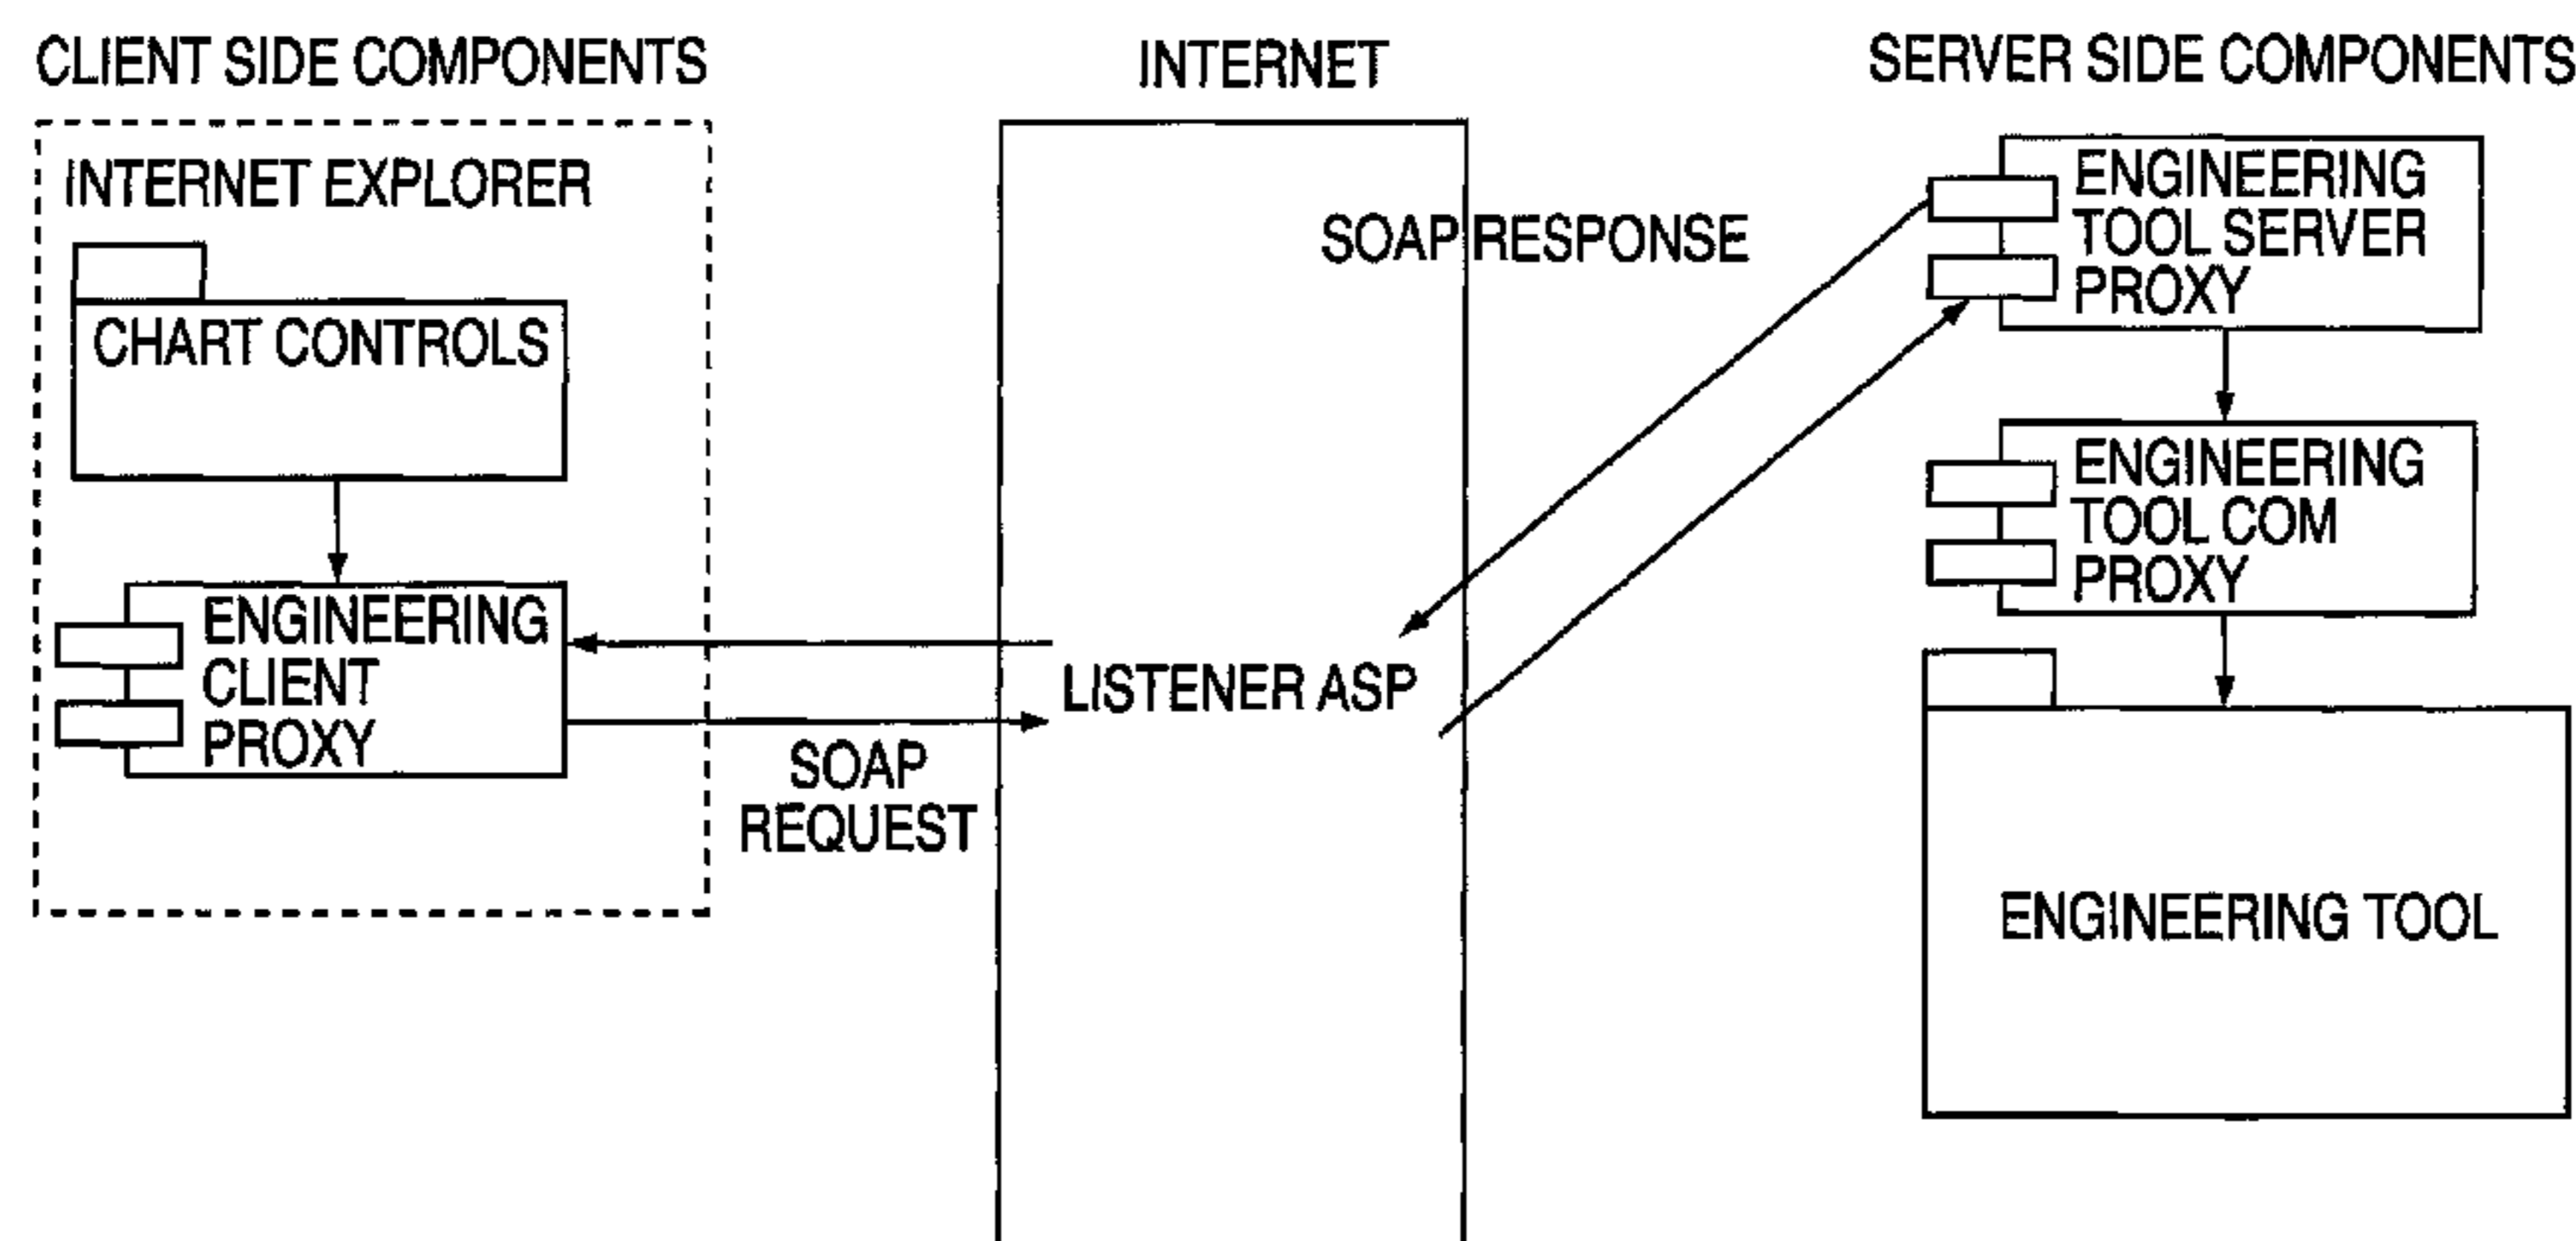 CLIENT SIDE COMPONENTS
INTERNET EXPLORER
CHART CONTROLS
ENGINEERING
CLIENT
PROXY
SOAP
REQUEST
INTERNET
SOAP RESPONSE
LISTENER ASP
SERVER SIDE COMPONENTS
ENGINEERING
TOOL SERVER
PROXY
ENGINEERING
TOOL COM
PROXY
ENGINEERING TOOL